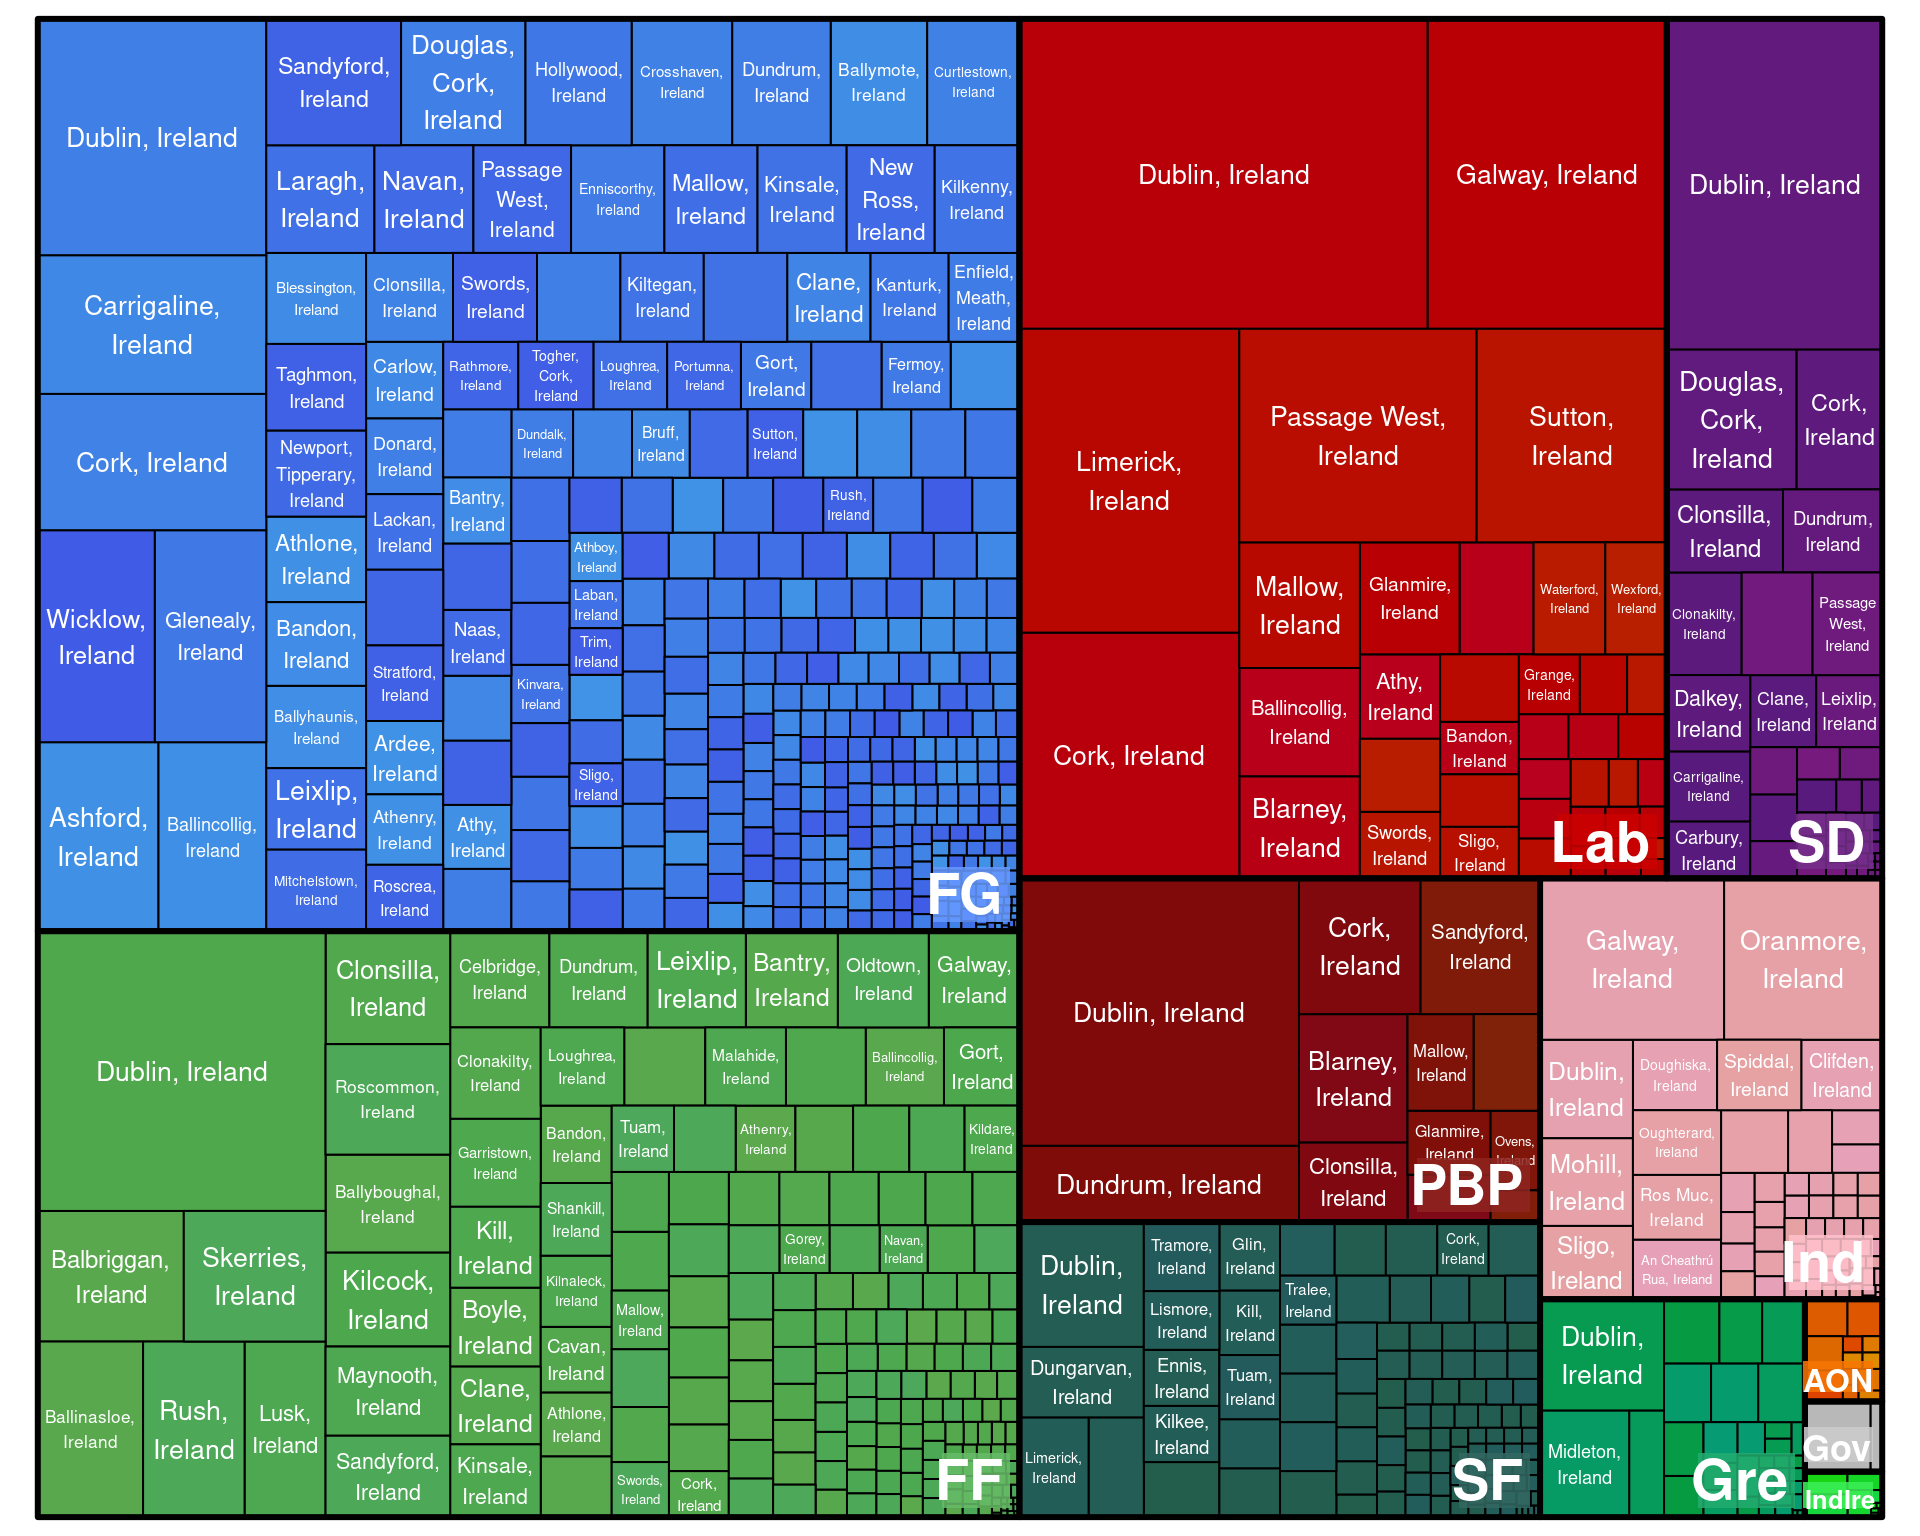 Dublin, Ireland
Carrigaline,
Ireland
Cork, Ireland
Wicklow,
Ireland
Glenealy,
Ireland
Ashford,
Ireland
Ballincollig,
Ireland
Sandyford,
Ireland
Douglas,
Cork,
Ireland
Hollywood,
Ireland
Crosshaven,
Ireland
Dundrum,
Ireland
Ballymote,
Ireland
Curtlestown,
Ireland
Laragh,
Ireland
Navan,
Ireland
Passage
West,
Ireland
Enniscorthy,
Ireland
Mallow,
Ireland
Kinsale,
Ireland
New
Ross,
Ireland
Kilkenny,
Ireland
Blessington,
Ireland
Taghmon,
Ireland
Newport,
Tipperary,
Ireland
Athlone,
Ireland
Bandon,
Ireland
Ballyhaunis,
Ireland
Leixlip,
Ireland
Mitchelstown,
Ireland
Clonsilla,
Ireland
Swords,
Ireland
Kiltegan,
Ireland
Clane,
Ireland
Kanturk,
Ireland
Enfield,
Meath,
Ireland
Carlow,
Ireland
Donard,
Ireland
Lackan,
Ireland
Stratford,
Ireland
Ardee,
Ireland
Athenry,
Ireland
Roscrea,
Ireland
Rathmore,
Ireland
Togher,
Cork,
Ireland
Loughrea,
Ireland
Portumna,
Ireland
Gort,
Ireland
Fermoy,
Ireland
Dundalk,
Ireland
Bruff,
Ireland
Sutton,
Ireland
Bantry,
Ireland
Naas,
Ireland
Athy,
Ireland
Kinvara,
Ireland
Rush,
Ireland
Athboy,
Ireland
Laban,
Ireland
Trim,
Ireland
Sligo,
Ireland
FG
Dublin, Ireland
Balbriggan,
Ireland
Skerries,
Ireland
Ballinasloe,
Ireland
Rush,
Ireland
Lusk,
Ireland
Clonsilla,
Ireland
Roscommon,
Ireland
Ballyboughal,
Ireland
Kilcock,
Ireland
Maynooth,
Ireland
Sandyford,
Ireland
Celbridge,
Ireland
Dundrum,
Ireland
Leixlip,
Ireland
Bantry,
Ireland
Oldtown,
Ireland
Galway,
Ireland
Clonakilty,
Ireland
Garristown,
Ireland
Kill,
Ireland
Boyle,
Ireland
Clane,
Ireland
Kinsale,
Ireland
Loughrea,
Ireland
Malahide,
Ireland
Ballincollig,
Ireland
Gort,
Ireland
Bandon,
Ireland
Shankill,
Ireland
Kilnaleck,
Ireland
Cavan,
Ireland
Athlone,
Ireland
Tuam,
Ireland
Athenry,
Ireland
Kildare,
Ireland
Gorey,
Ireland
Navan,
Ireland
Mallow,
Ireland
Swords,
Ireland
Cork,
Ireland
FF
Dublin, Ireland
Galway, Ireland
Limerick,
Ireland
Cork, Ireland
Passage West,
Ireland
Sutton,
Ireland
Mallow,
Ireland
Ballincollig,
Ireland
Blarney,
Ireland
Glanmire,
Ireland
Waterford,
Ireland
Wexford,
Ireland
Athy,
Ireland
Swords,
Ireland
Grange,
Ireland
Bandon,
Ireland
Sligo,
Ireland
Lab
Dublin, Ireland
Douglas,
Cork,
Ireland
Cork,
Ireland
Clonsilla,
Ireland
Dundrum,
Ireland
Clonakilty,
Ireland
Passage
West,
Ireland
Dalkey,
Ireland
Clane,
Ireland
Leixlip,
Ireland
Carrigaline,
Ireland
Carbury,
Ireland
SD
Dublin, Ireland
Dundrum, Ireland
Cork,
Ireland
Sandyford,
Ireland
Blarney,
Ireland
Mallow,
Ireland
Clonsilla,
Ireland
Glanmire,
Ireland
Ovens,
Ireland
PBP
Galway,
Ireland
Oranmore,
Ireland
Dublin,
Ireland
Mohill,
Ireland
Sligo,
Ireland
Doughiska,
Ireland
Spiddal,
Ireland
Clifden,
Ireland
Oughterard,
Ireland
Ros Muc,
Ireland
An Cheathrú
Rua, Ireland
Ind
Dublin,
Ireland
Dungarvan,
Ireland
Limerick,
Ireland
Tramore,
Ireland
Lismore,
Ireland
Ennis,
Ireland
Kilkee,
Ireland
Glin,
Ireland
Kill,
Ireland
Tuam,
Ireland
Tralee,
Ireland
Cork,
Ireland
SF
Dublin,
Ireland
Midleton,
Ireland
Gre
AON
Gov
IndIre